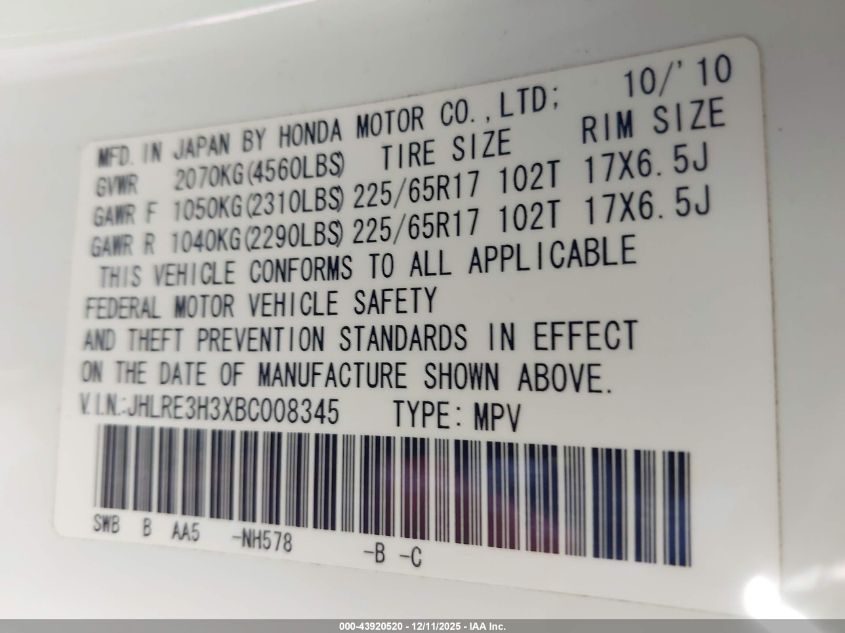 MFD. IN JAPAN BY HONDA MOTOR CO.,LTD; 10/'10
GVWR 2070KG(4560LBS) TIRE SIZE RIM SIZE
GAWR F 1050KG(2310LBS) 225/65R17 102T 17X6.5J
GAWR R 1040KG(2290LBS) 225/65R17 102T 17X6.5J
THIS VEHICLE CONFORMS TO ALL APPLICABLE
FEDERAL MOTOR VEHICLE SAFETY
AND THEFT PREVENTION STANDARDS IN EFFECT
ON THE DATE OF MANUFACTURE SHOWN ABOVE.
V.I.N.:JHLRE3H3XBC008345 TYPE: MPV
SWB B AA5 -NH578 -B -C
000-43920520 - 12/11/2025 - IAA Inc.